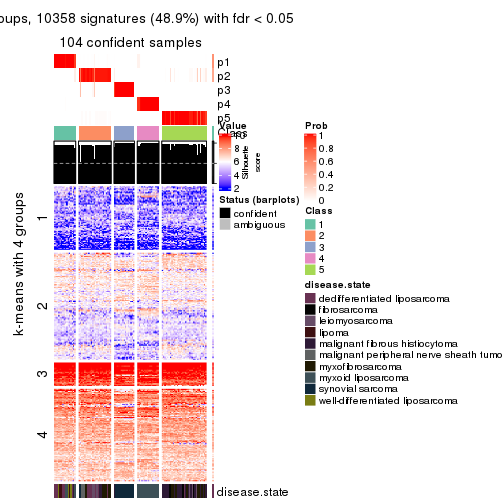 oups, 10358 signatures (48.9%) with fdr < 0.05
104 confident samples
p1
p2
p3
p4
p5
Class
Silhouette
score
k-means with 4 groups
1
2
3
4
disease.state
Value
8
6
4
2
Status (barplots)
confident
ambiguous
Prob
1
0.8
0.6
0.4
0.2
0
Class
1
2
3
4
5
disease.state
dedifferentiated liposarcoma
fibrosarcoma
leiomyosarcoma
lipoma
malignant fibrous histiocytoma
malignant peripheral nerve sheath tumo
myxofibrosarcoma
myxoid liposarcoma
synovial sarcoma
well-differentiated liposarcoma